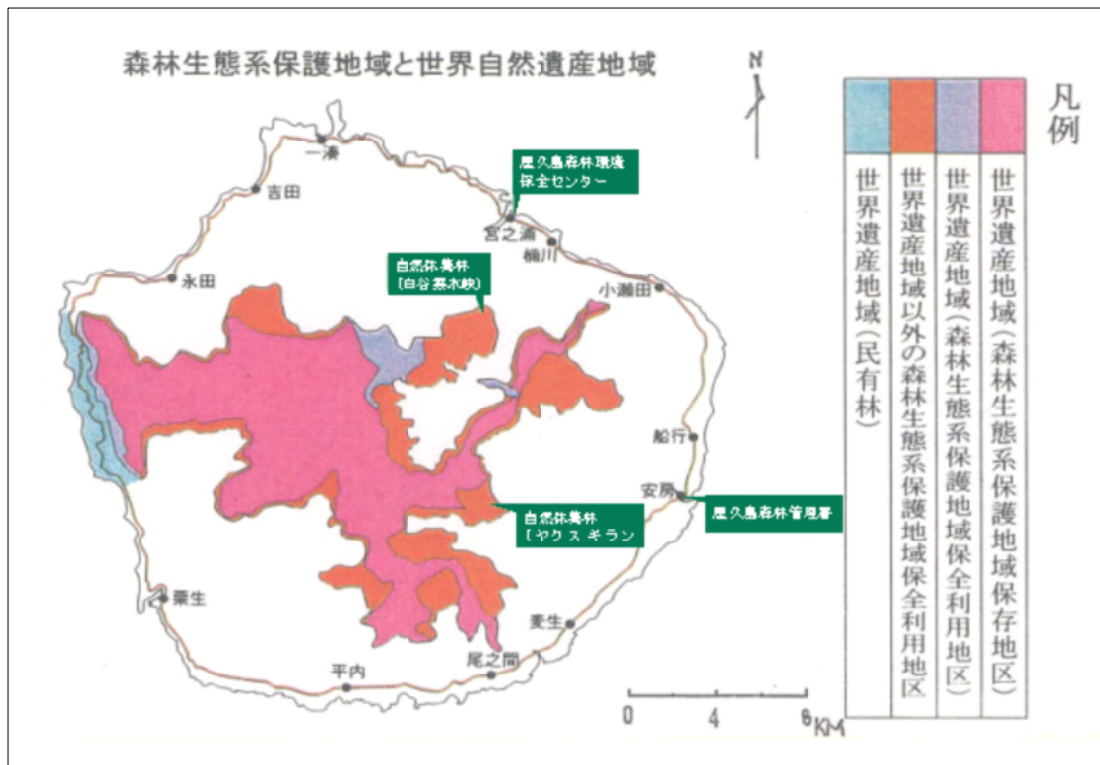 森林生態系保護地域と世界自然遺産地域
N
凡例
世界遺産地域(森林生態系保護地域保存地区)
世界遺産地域(森林生態系保護地域保全利用地区)
世界遺産地域以外の森林生態系保護地域保全利用地区
世界遺産地域(民有林)
一湊
屋久島森林環境
保全センター
吉田
宮之浦
楠川
永田
自然休養林
(白谷雲水峡)
小瀬田
船行
安房
屋久島森林管理署
自然休養林
[ヤクスギラン
栗生
麦生
尾之間
平内
0 4 8 KM